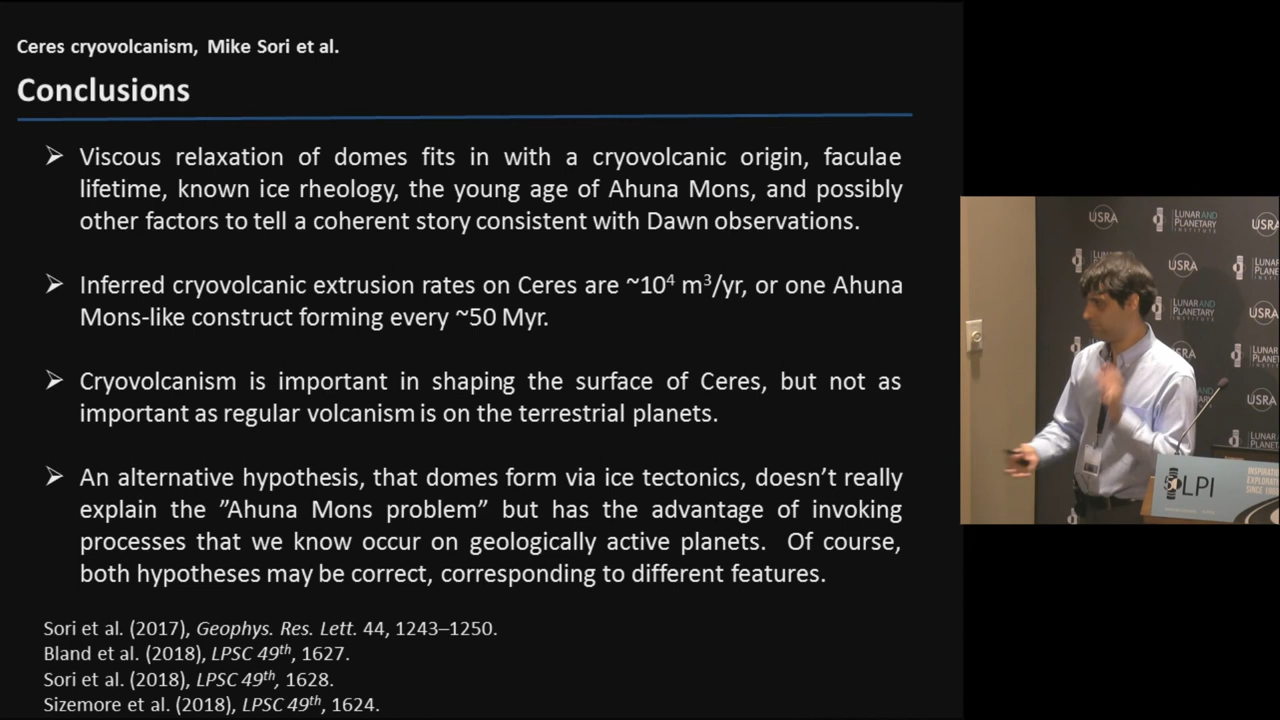 Ceres cryovolcanism, Mike Sori et al.
Conclusions
➢ Viscous relaxation of domes fits in with a cryovolcanic origin, faculae
lifetime, known ice rheology, the young age of Ahuna Mons, and possibly
other factors to tell a coherent story consistent with Dawn observations.
➢ Inferred cryovolcanic extrusion rates on Ceres are ~10⁴ m³/yr, or one Ahuna
Mons-like construct forming every ~50 Myr.
➢ Cryovolcanism is important in shaping the surface of Ceres, but not as
important as regular volcanism is on the terrestrial planets.
➢ An alternative hypothesis, that domes form via ice tectonics, doesn’t really
explain the ”Ahuna Mons problem” but has the advantage of invoking
processes that we know occur on geologically active planets. Of course,
both hypotheses may be correct, corresponding to different features.
Sori et al. (2017), Geophys. Res. Lett. 44, 1243–1250.
Bland et al. (2018), LPSC 49th, 1627.
Sori et al. (2018), LPSC 49th, 1628.
Sizemore et al. (2018), LPSC 49th, 1624.
USRA
LUNAR AND
PLANETARY
INSTITUTE
USRA
USRA
LUNAR AND
PLANETARY
USRA
USRA
LPI